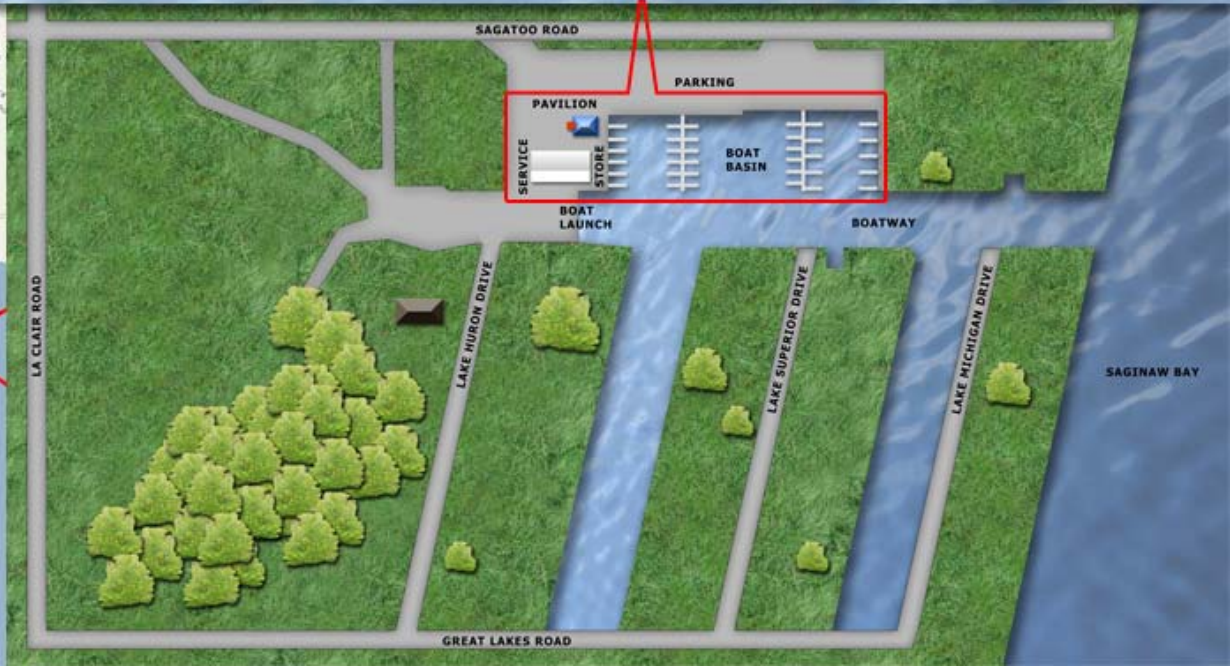 SAGATOO ROAD
PARKING
PAVILION
SERVICE
STORE
BOAT
BASIN
BOAT
LAUNCH
BOATWAY
LA CLAIR ROAD
LAKE HURON DRIVE
LAKE SUPERIOR DRIVE
LAKE MICHIGAN DRIVE
SAGINAW BAY
GREAT LAKES ROAD